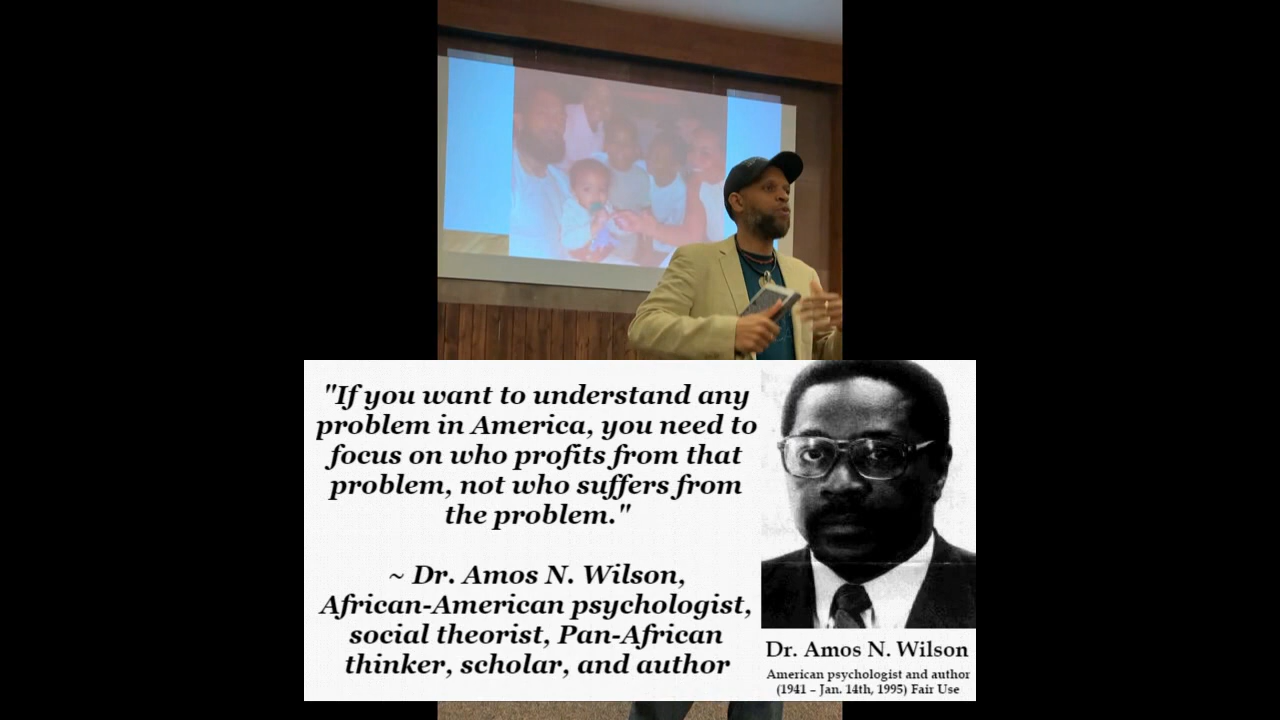 "If you want to understand any
problem in America, you need to
focus on who profits from that
problem, not who suffers from
the problem."
~ Dr. Amos N. Wilson,
African-American psychologist,
social theorist, Pan-African
thinker, scholar, and author
Dr. Amos N. Wilson
American psychologist and author
(1941 – Jan. 14th, 1995) Fair Use